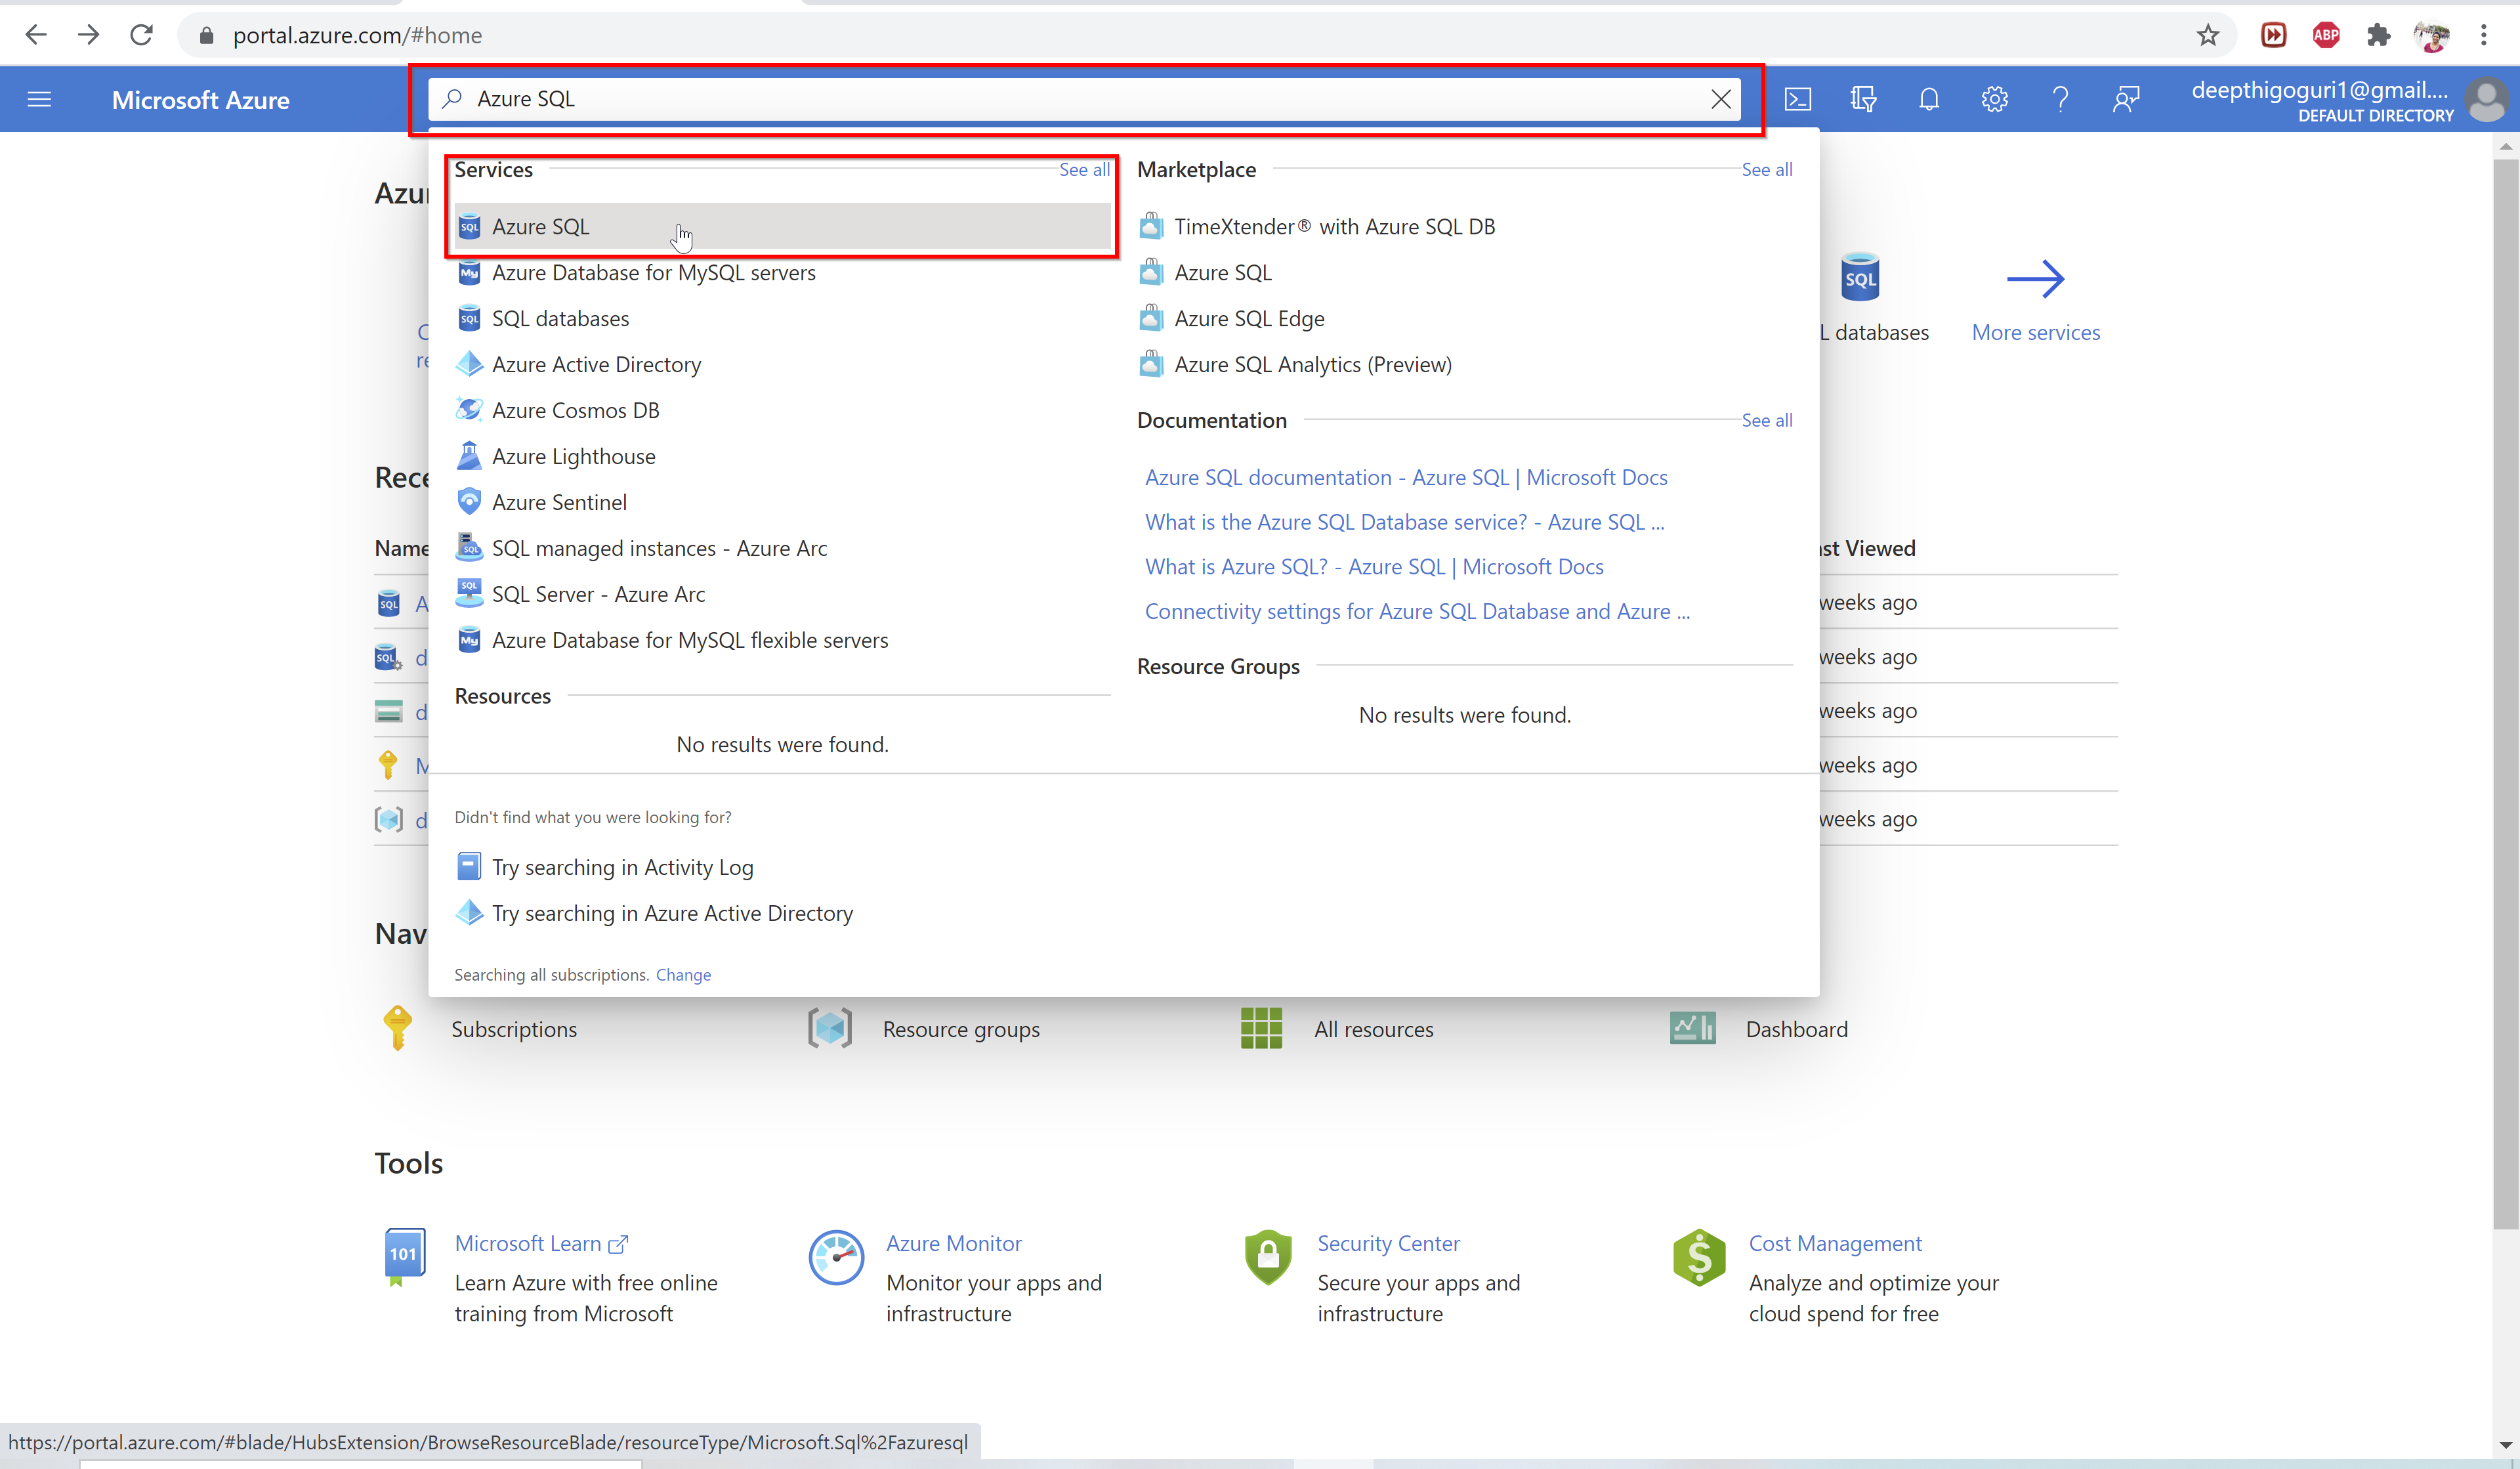 portal.azure.com/#home
ABP
Microsoft Azure
Azure SQL
deepthigoguri1@gmail....
DEFAULT DIRECTORY
Azu
Services
See all
Azure SQL
Azure Database for MySQL servers
SQL databases
Azure Active Directory
Azure Cosmos DB
Azure Lighthouse
Azure Sentinel
SQL managed instances - Azure Arc
SQL Server - Azure Arc
Azure Database for MySQL flexible servers
Resources
No results were found.
Marketplace
See all
TimeXtender® with Azure SQL DB
Azure SQL
Azure SQL Edge
Azure SQL Analytics (Preview)
Documentation
See all
Azure SQL documentation - Azure SQL | Microsoft Docs
What is the Azure SQL Database service? - Azure SQL ...
What is Azure SQL? - Azure SQL | Microsoft Docs
Connectivity settings for Azure SQL Database and Azure ...
Resource Groups
No results were found.
SQL
L databases
More services
Rece
Name
st Viewed
weeks ago
weeks ago
weeks ago
weeks ago
weeks ago
Didn't find what you were looking for?
Try searching in Activity Log
Try searching in Azure Active Directory
Searching all subscriptions. Change
Nav
Subscriptions
Resource groups
All resources
Dashboard
Tools
101
Microsoft Learn
Learn Azure with free online
training from Microsoft
Azure Monitor
Monitor your apps and
infrastructure
Security Center
Secure your apps and
infrastructure
Cost Management
Analyze and optimize your
cloud spend for free
https://portal.azure.com/#blade/HubsExtension/BrowseResourceBlade/resourceType/Microsoft.Sql%2Fazuresql